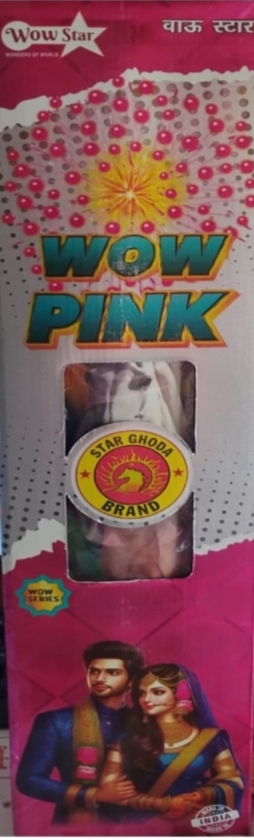 Wow Star
WONDERS OF WORLD
वाऊ स्टार
WOW
PINK
STAR GHODA
BRAND
WOW
SERIES
MADE IN
INDIA